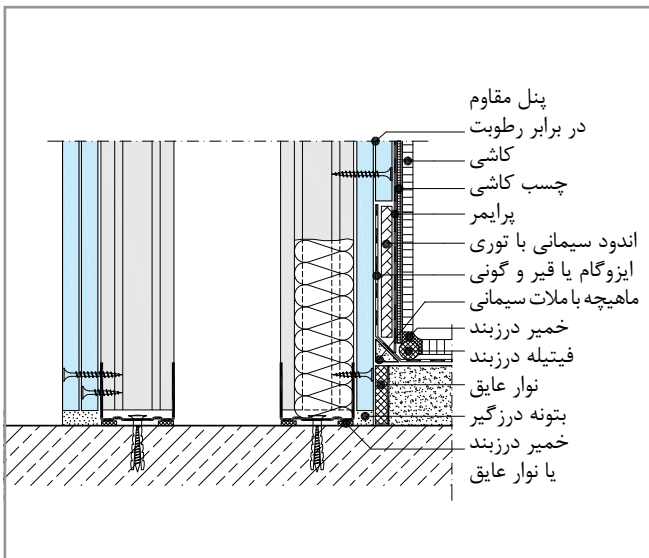 پنل مقاوم
در برابر رطوبت
کاشی
چسب کاشی
پرایمر
اندود سیمانی با توری
ایزوگام یا قیر و گونی
ماهیچه با ملات سیمانی
خمیر درزبند
فیتیله درزبند
نوار عایق
بتونه درزگیر
خمیر درزبند
یا نوار عایق